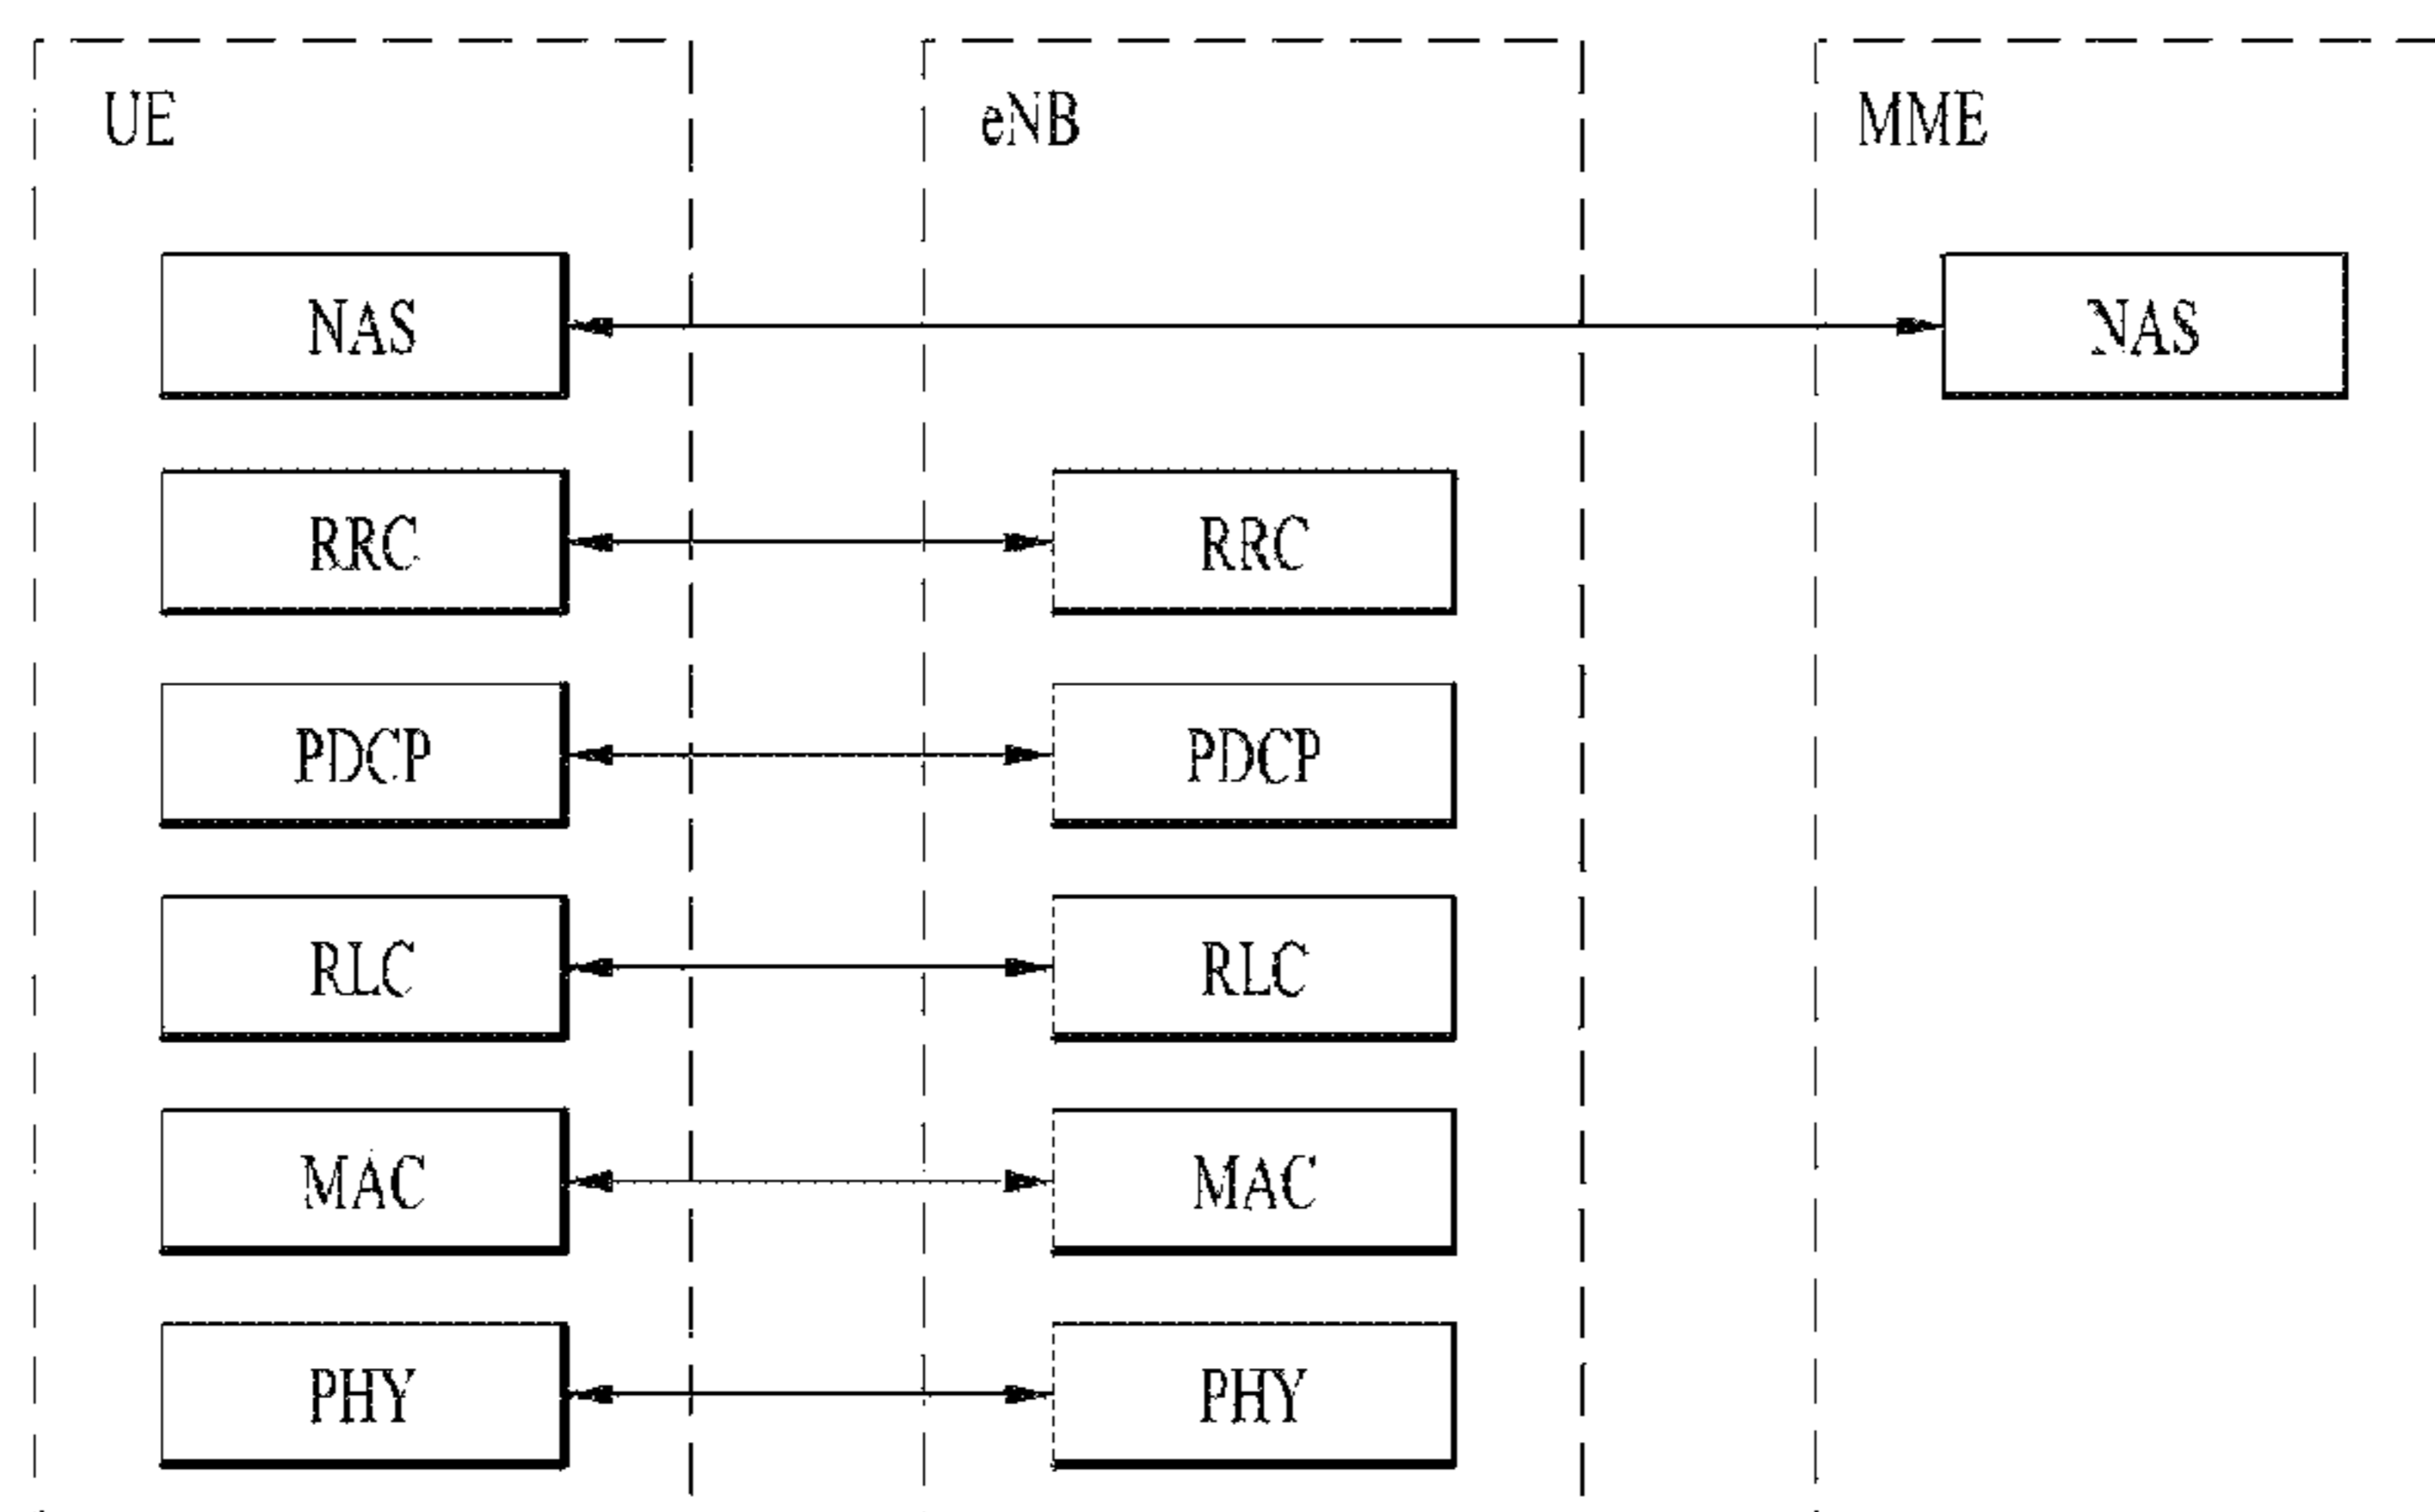 UE eNB MME
NAS NAS
RRC RRC
PDCP PDCP
RLC RLC
MAC MAC
PHY PHY